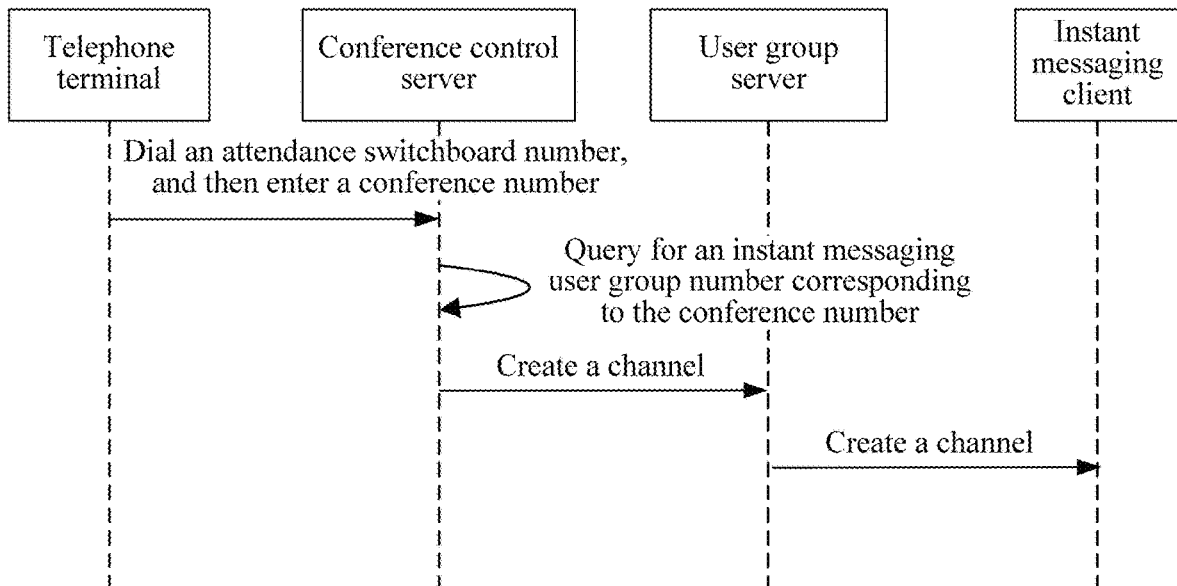 Telephone
terminal
Conference control
server
User group
server
Instant
messaging
client
Dial an attendance switchboard number,
and then enter a conference number
Query for an instant messaging
user group number corresponding
to the conference number
Create a channel
Create a channel